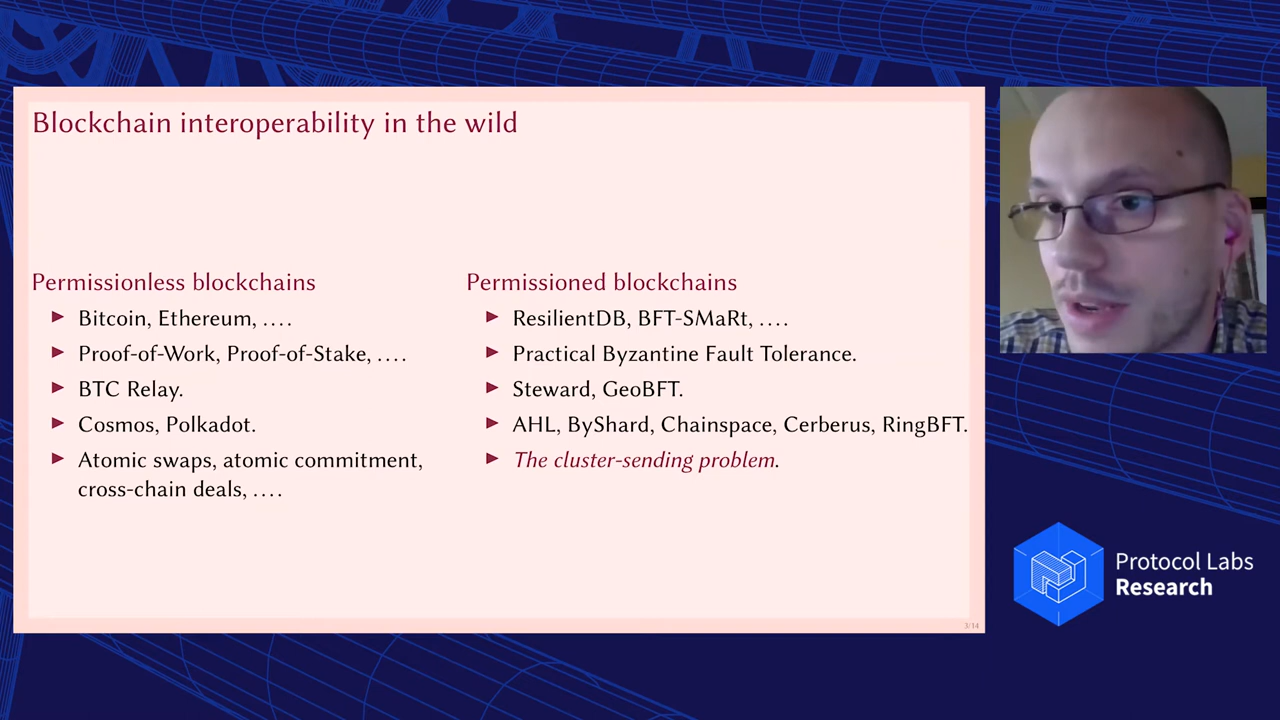 Blockchain interoperability in the wild
Permissionless blockchains
Bitcoin, Ethereum, ....
Proof-of-Work, Proof-of-Stake, ....
BTC Relay.
Cosmos, Polkadot.
Atomic swaps, atomic commitment,
cross-chain deals, ....
Permissioned blockchains
ResilientDB, BFT-SMaRt, ....
Practical Byzantine Fault Tolerance.
Steward, GeoBFT.
AHL, ByShard, Chainspace, Cerberus, RingBFT.
The cluster-sending problem.
3/14
Protocol Labs
Research